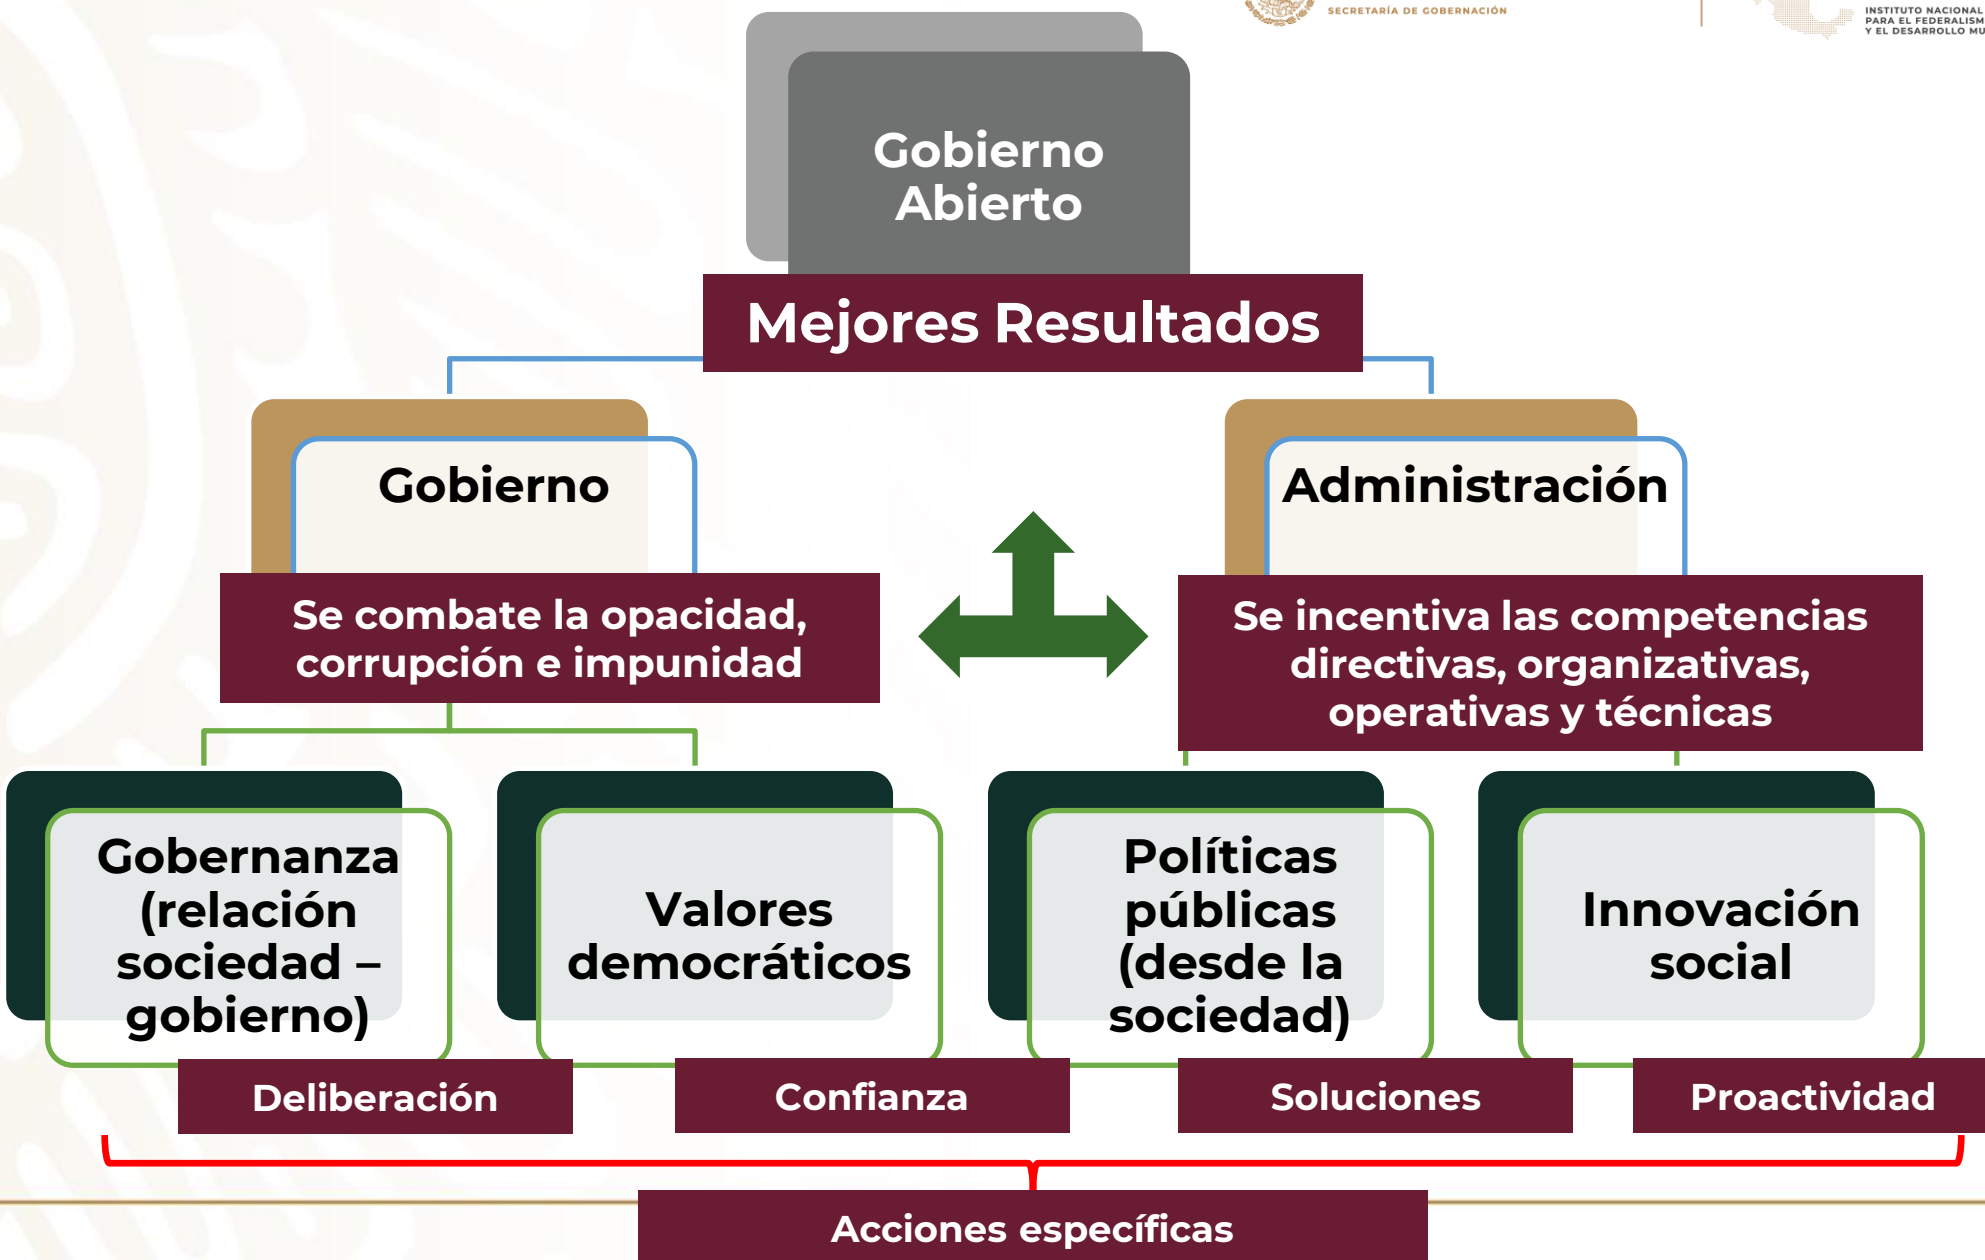 SECRETARÍA DE GOBERNACIÓN
INSTITUTO NACIONAL
PARA EL
Y EL DESARROLLO
Gobierno
Abierto
Mejores Resultados
Gobierno
Administración
Se combate la opacidad,
corrupción e impunidad
Se incentiva las competencias
directivas, organizativas,
operativas y técnicas
Gobernanza
(relación
sociedad –
gobierno)
Valores
democráticos
Políticas
públicas
(desde la
sociedad)
Innovación
social
Deliberación
Confianza
Soluciones
Proactividad
Acciones específicas